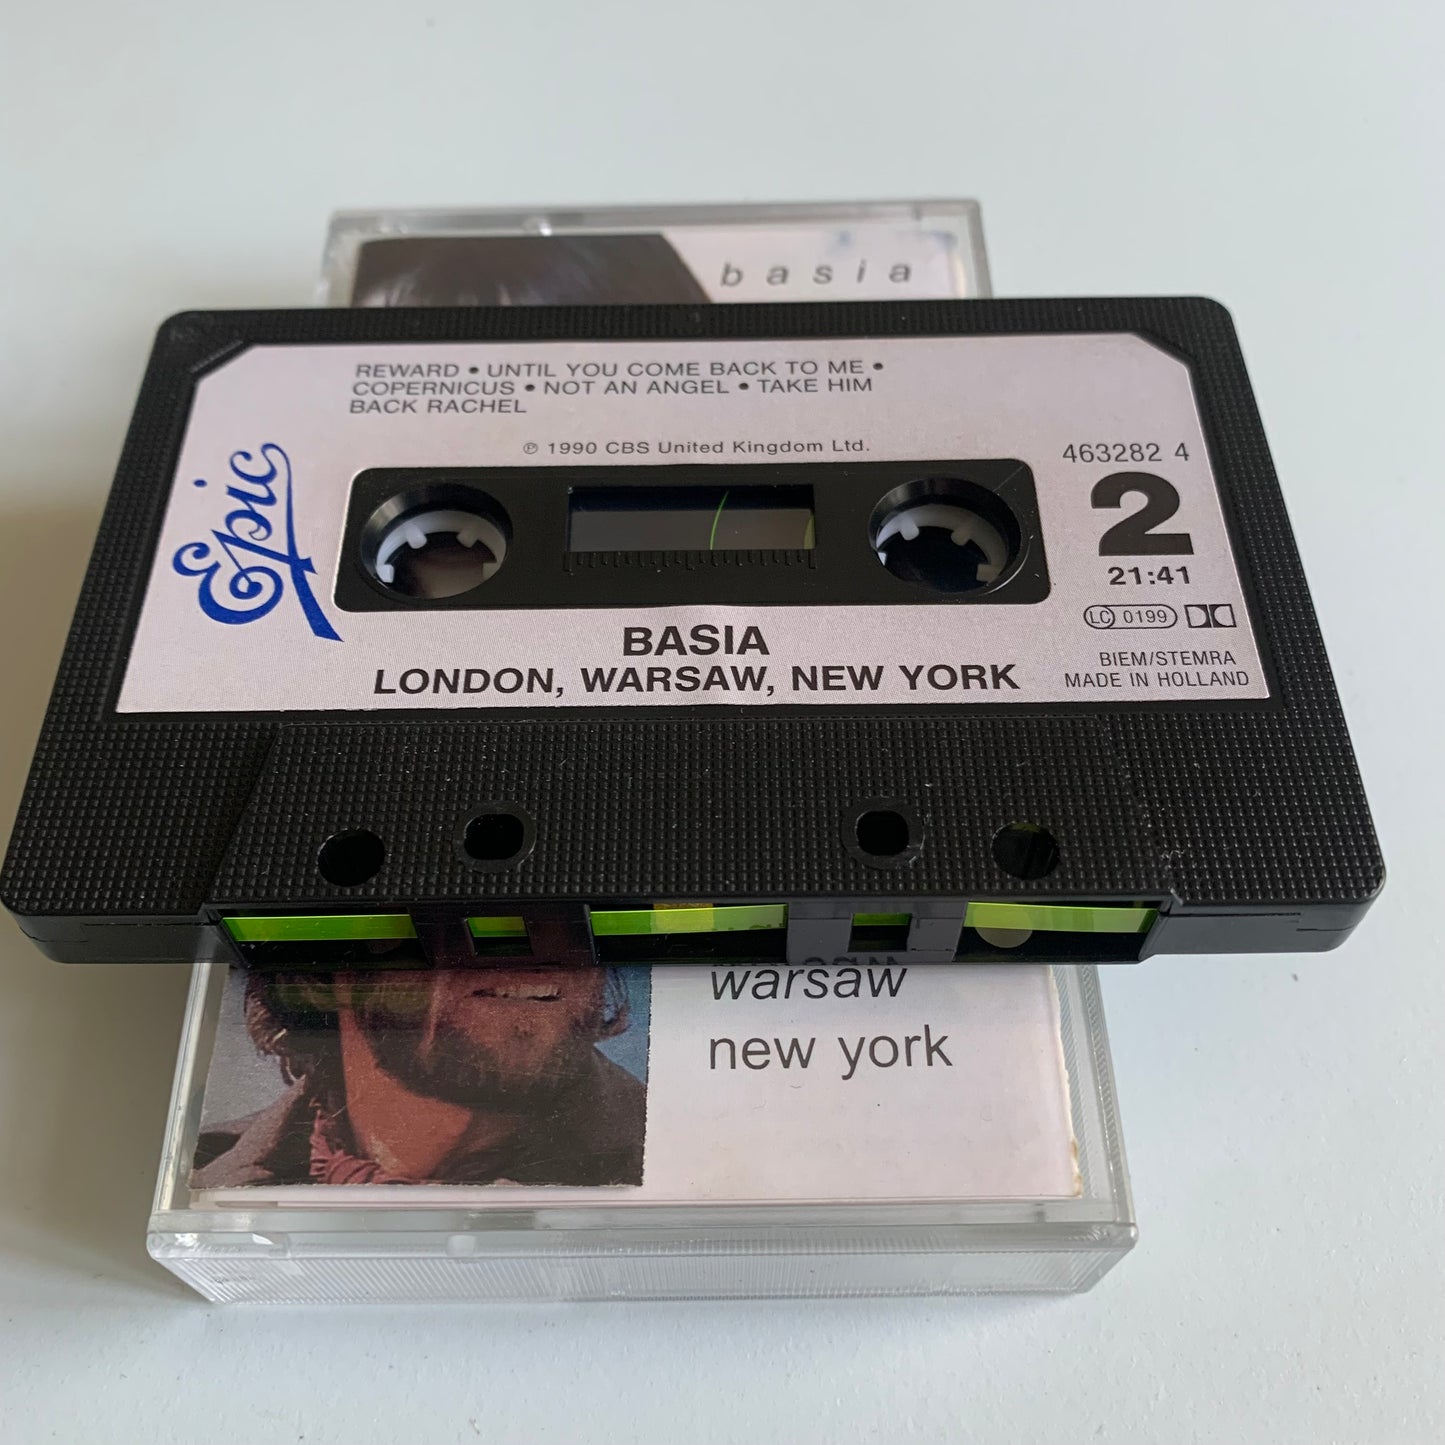 basia
REWARD • UNTIL YOU COME BACK TO ME •
COPERNICUS • NOT AN ANGEL • TAKE HIM
BACK RACHEL
℗ 1990 CBS United Kingdom Ltd.
Epic
463282 4
2
21:41
LC 0199
BASIA
LONDON, WARSAW, NEW YORK
BIEM/STEMRA
MADE IN HOLLAND
warsaw
new york